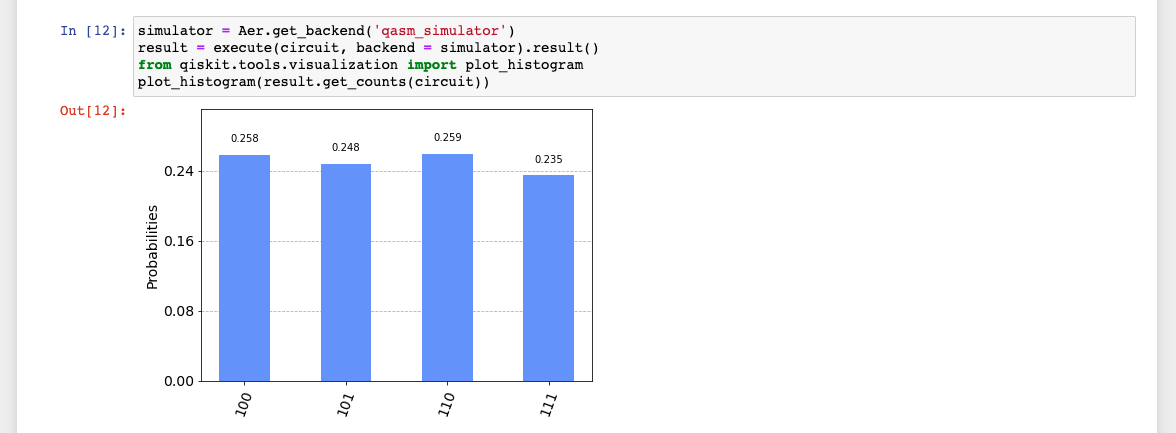 In [12]: simulator = Aer.get_backend('qasm_simulator')
result = execute(circuit, backend = simulator).result()
from qiskit.tools.visualization import plot_histogram
plot_histogram(result.get_counts(circuit))
Out[12]:
0.258
0.248
0.259
0.235
0.24
0.16
0.08
0.00
Probabilities
100
101
110
111